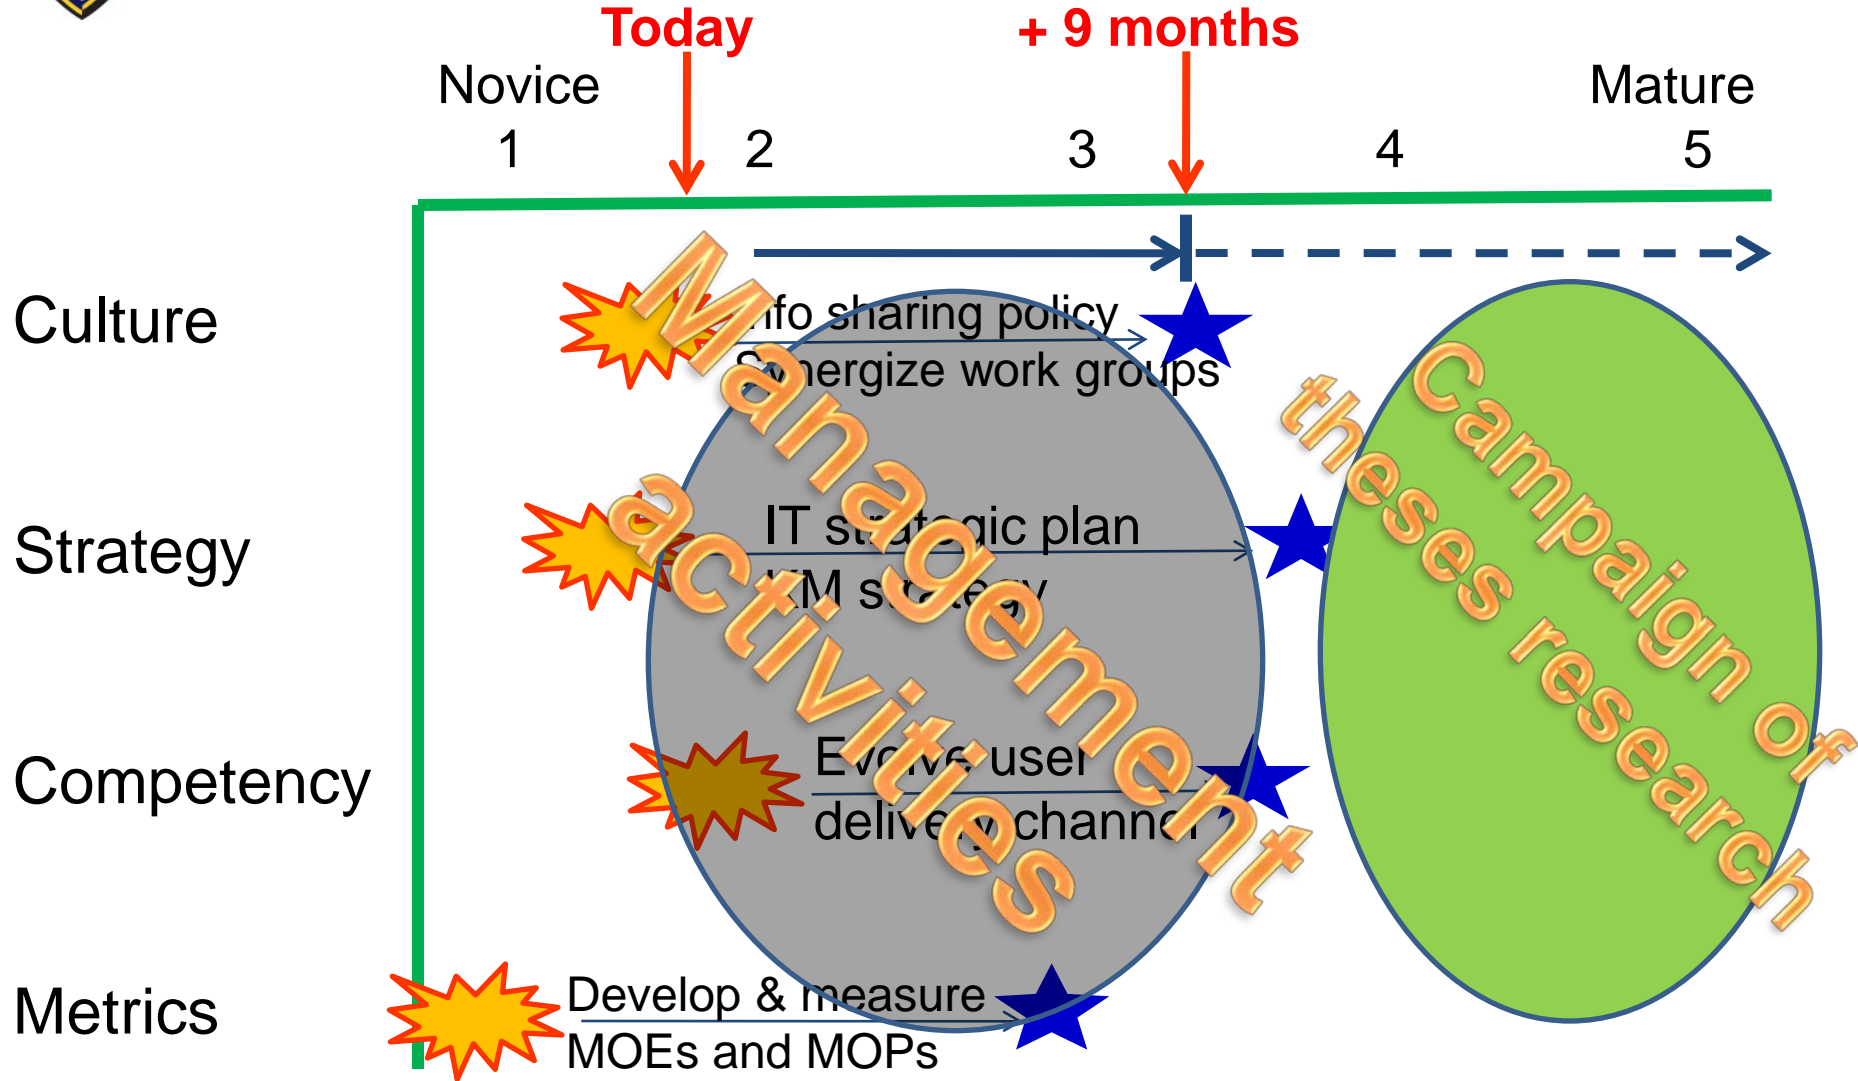 Today
+ 9 months
Novice
Mature
1 2 3 4 5
Culture
Info sharing policy
Synergize work groups
Strategy
IT strategic plan
KM strategy
Competency
Evolve user
delivery channel
Metrics
Develop & measure
MOEs and MOPs
Management
activities
Campaign of
theses research